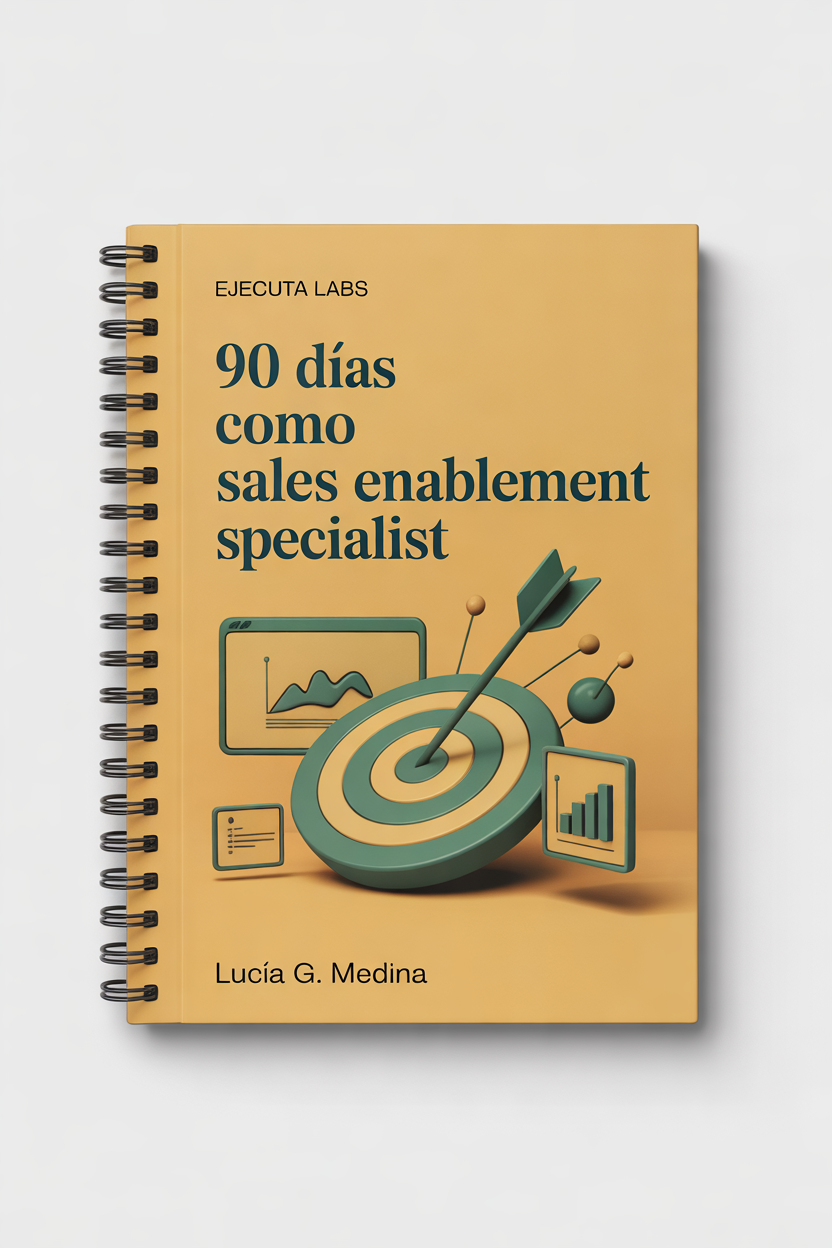 EJECUTA LABS
90 días
como
sales enablement
specialist
Lucía G. Medina